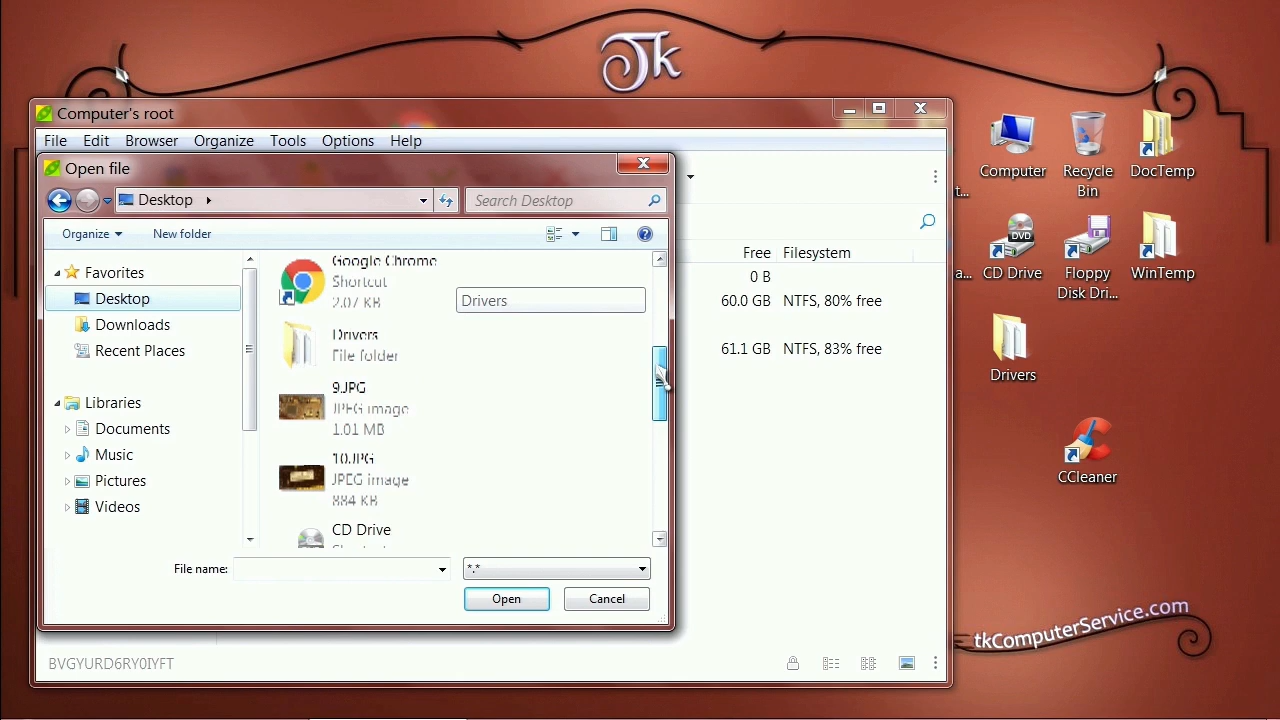 Tk
Computer's root
File Edit Browser Organize Tools Options Help
Open file
Desktop
Search Desktop
Organize
New folder
Favorites
Desktop
Downloads
Recent Places
Libraries
Documents
Music
Pictures
Videos
Google Chrome
Shortcut
2.07 KB
Drivers
Drivers
File folder
9.JPG
JPEG image
1.01 MB
10.JPG
JPEG image
884 KB
CD Drive
File name:
*.*
Open
Cancel
Free Filesystem
0 B
60.0 GB NTFS, 80% free
61.1 GB NTFS, 83% free
BVGYURD6RY0IYFT
t...
a...
Computer
Recycle
Bin
DocTemp
DVD
CD Drive
Floppy
Disk Dri...
WinTemp
Drivers
CCleaner
tkComputerService.com